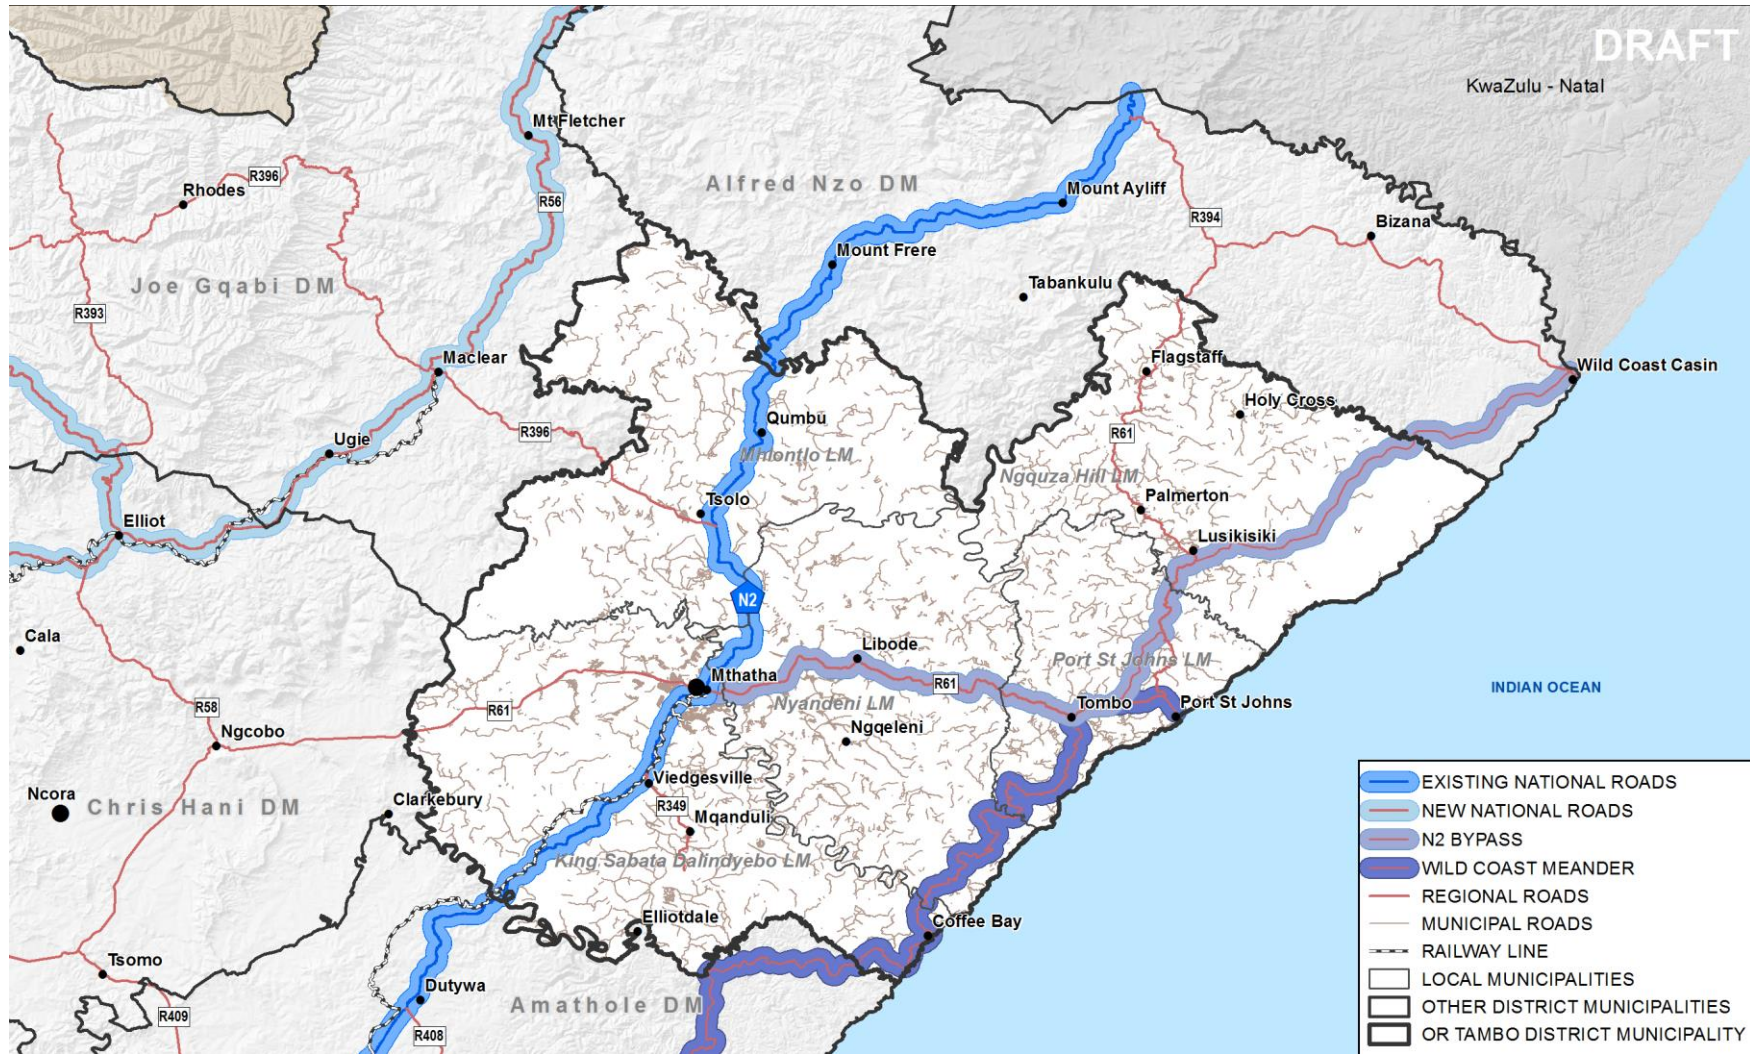 DRAFT
KwaZulu - Natal
Mt Fletcher
Rhodes
R396
Alfred Nzo DM
Mount Ayliff
R56
R394
Bizana
Mount Frere
Joe Gqabi DM
Tabankulu
R393
Maclear
Flagstaff
Wild Coast Casin
Holy Cross
Qumbu
R396
R61
Ugie
Mhlontlo LM
Ngquza Hill LM
Tsolo
Palmerton
Elliot
Lusikisiki
N2
Cala
Libode
Port St Johns LM
Mthatha
R61
INDIAN OCEAN
R58
R61
Nyandeni LM
Tombo
Port St Johns
Ngcobo
Ngqeleni
Viedgesville
Ncora
Chris Hani DM
Clarkebury
R349
Mqanduli
King Sabata Dalindyebo LM
Elliotdale
Coffee Bay
Tsomo
Dutywa
Amathole DM
R409
R408
EXISTING NATIONAL ROADS
NEW NATIONAL ROADS
N2 BYPASS
WILD COAST MEANDER
REGIONAL ROADS
MUNICIPAL ROADS
RAILWAY LINE
LOCAL MUNICIPALITIES
OTHER DISTRICT MUNICIPALITIES
OR TAMBO DISTRICT MUNICIPALITY